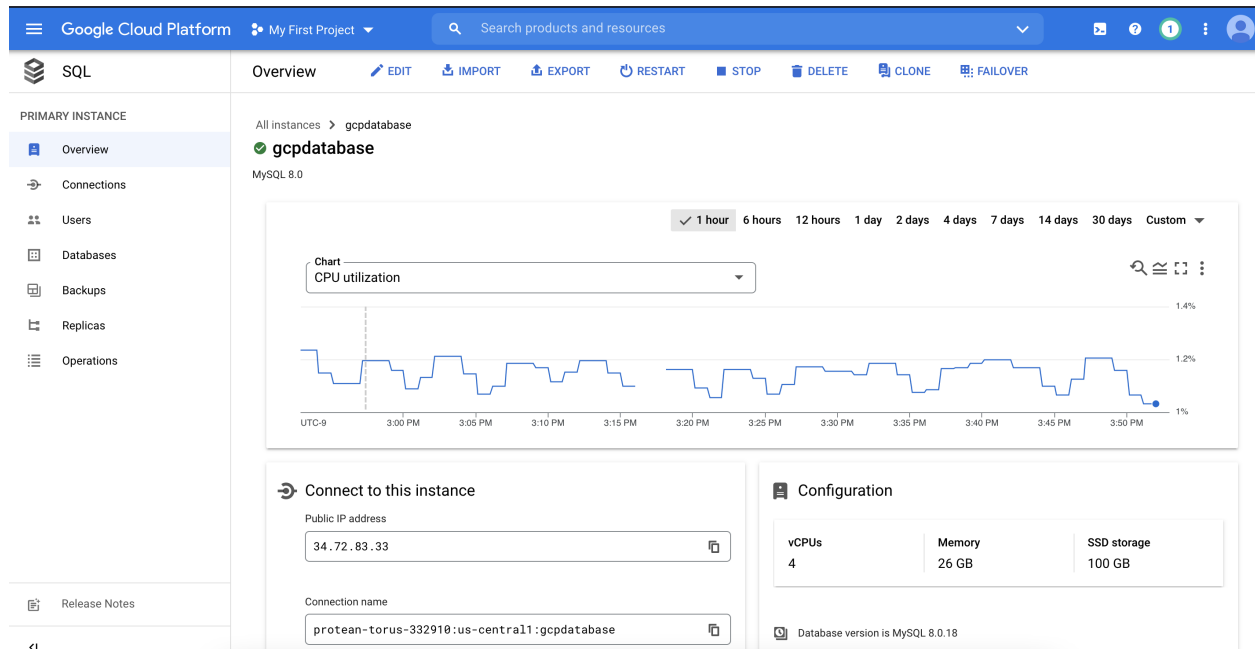 Google Cloud Platform
My First Project
Search products and resources
1
SQL
Overview
EDIT
IMPORT
EXPORT
RESTART
STOP
DELETE
CLONE
FAILOVER
PRIMARY INSTANCE
Overview
Connections
Users
Databases
Backups
Replicas
Operations
Release Notes
All instances > gcpdatabase
gcpdatabase
MySQL 8.0
1 hour 6 hours 12 hours 1 day 2 days 4 days 7 days 14 days 30 days Custom
Chart
CPU utilization
1.4%
1.2%
1%
UTC-9 3:00 PM 3:05 PM 3:10 PM 3:15 PM 3:20 PM 3:25 PM 3:30 PM 3:35 PM 3:40 PM 3:45 PM 3:50 PM
Connect to this instance
Public IP address
34.72.83.33
Connection name
protean-torus-332910:us-central1:gcpdatabase
Configuration
vCPUs
4
Memory
26 GB
SSD storage
100 GB
Database version is MySQL 8.0.18